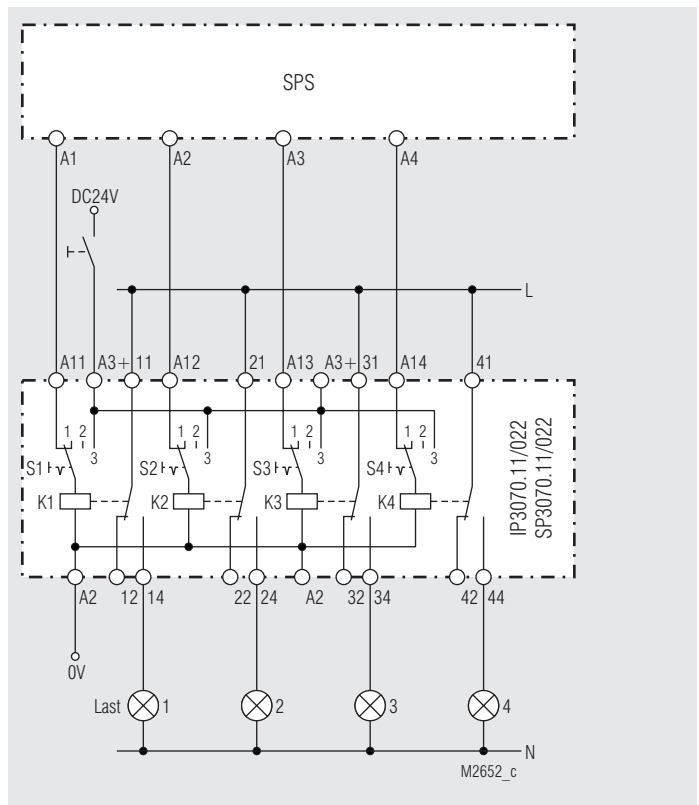 SPS
A1 A2 A3 A4
DC24V
L
A11 A3+ 11 A12 21 A13 A3+ 31 A14 41
1 2 3 1 2 3 1 2 3 1 2 3
S1 S2 S3 S4
K1 K2 K3 K4
IP3070.11/022
SP3070.11/022
A2 12 14 22 24 A2 32 34 42 44
0V
Last 1 2 3 4
N
M2652_c